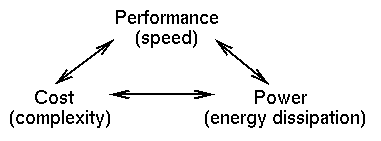 Performance
(speed)
Cost
(complexity)
Power
(energy dissipation)